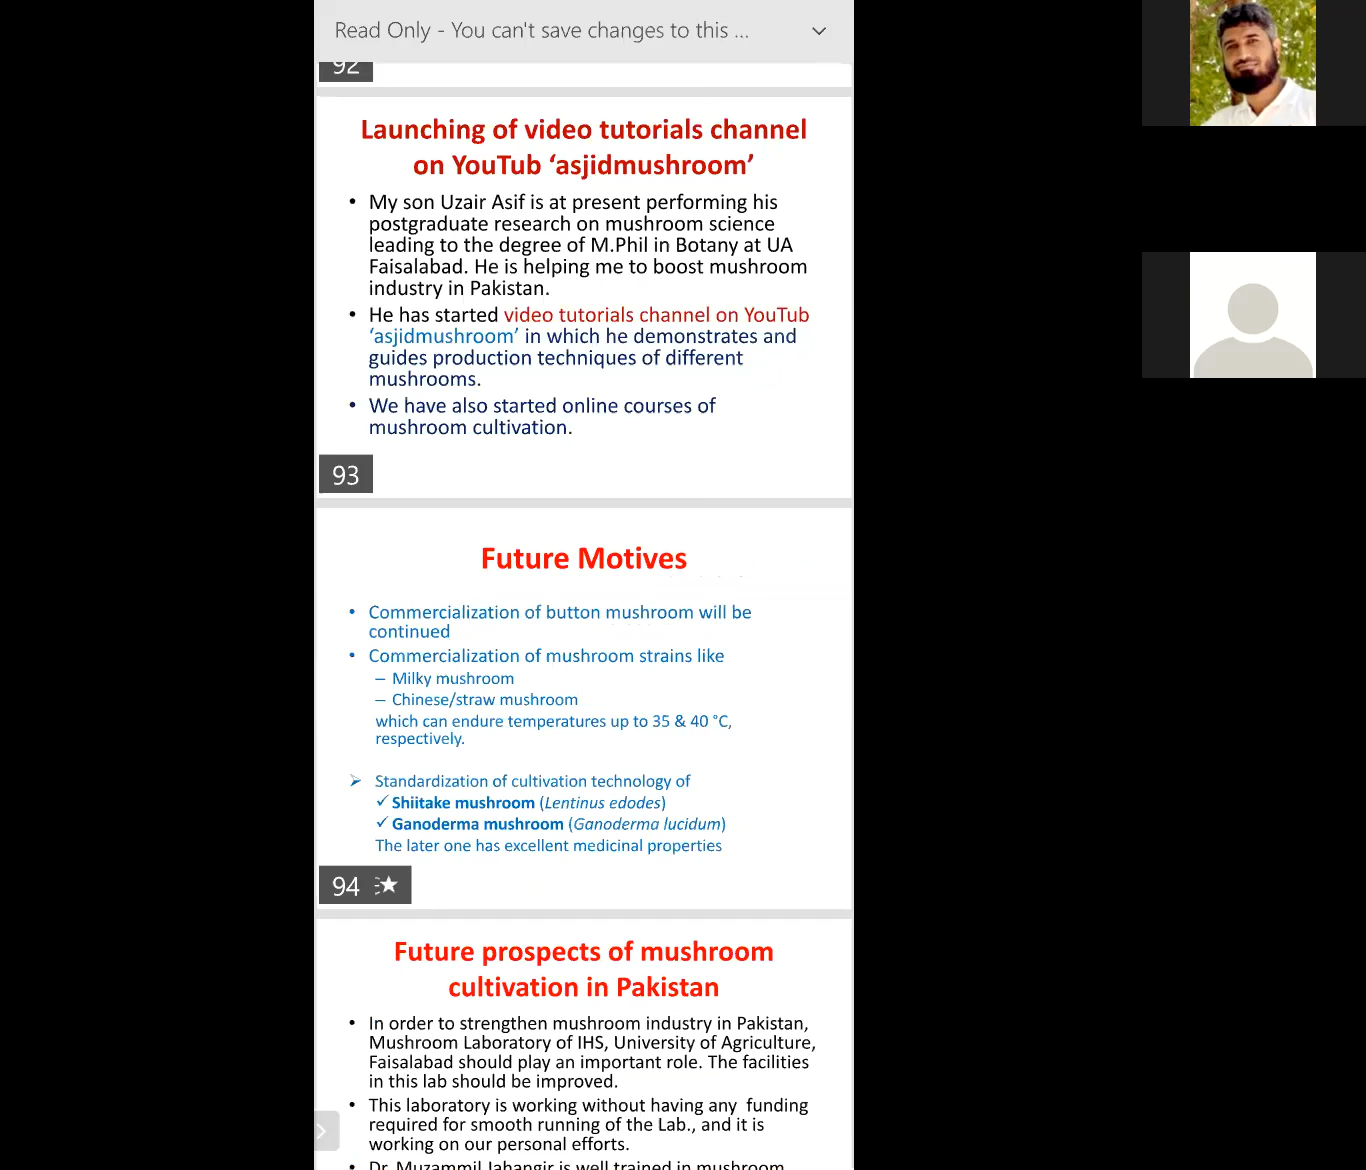 Read Only - You can't save changes to this ...
92
Launching of video tutorials channel
on YouTub ‘asjidmushroom’
• My son Uzair Asif is at present performing his
postgraduate research on mushroom science
leading to the degree of M.Phil in Botany at UA
Faisalabad. He is helping me to boost mushroom
industry in Pakistan.
• He has started video tutorials channel on YouTub
‘asjidmushroom’ in which he demonstrates and
guides production techniques of different
mushrooms.
• We have also started online courses of
mushroom cultivation.
93
Future Motives
• Commercialization of button mushroom will be
continued
• Commercialization of mushroom strains like
– Milky mushroom
– Chinese/straw mushroom
which can endure temperatures up to 35 & 40 °C,
respectively.
➢ Standardization of cultivation technology of
✓ Shiitake mushroom (Lentinus edodes)
✓ Ganoderma mushroom (Ganoderma lucidum)
The later one has excellent medicinal properties
94
Future prospects of mushroom
cultivation in Pakistan
• In order to strengthen mushroom industry in Pakistan,
Mushroom Laboratory of IHS, University of Agriculture,
Faisalabad should play an important role. The facilities
in this lab should be improved.
• This laboratory is working without having any funding
required for smooth running of the Lab., and it is
working on our personal efforts.
• Dr. Muzammil Jahangir is well trained in mushroom